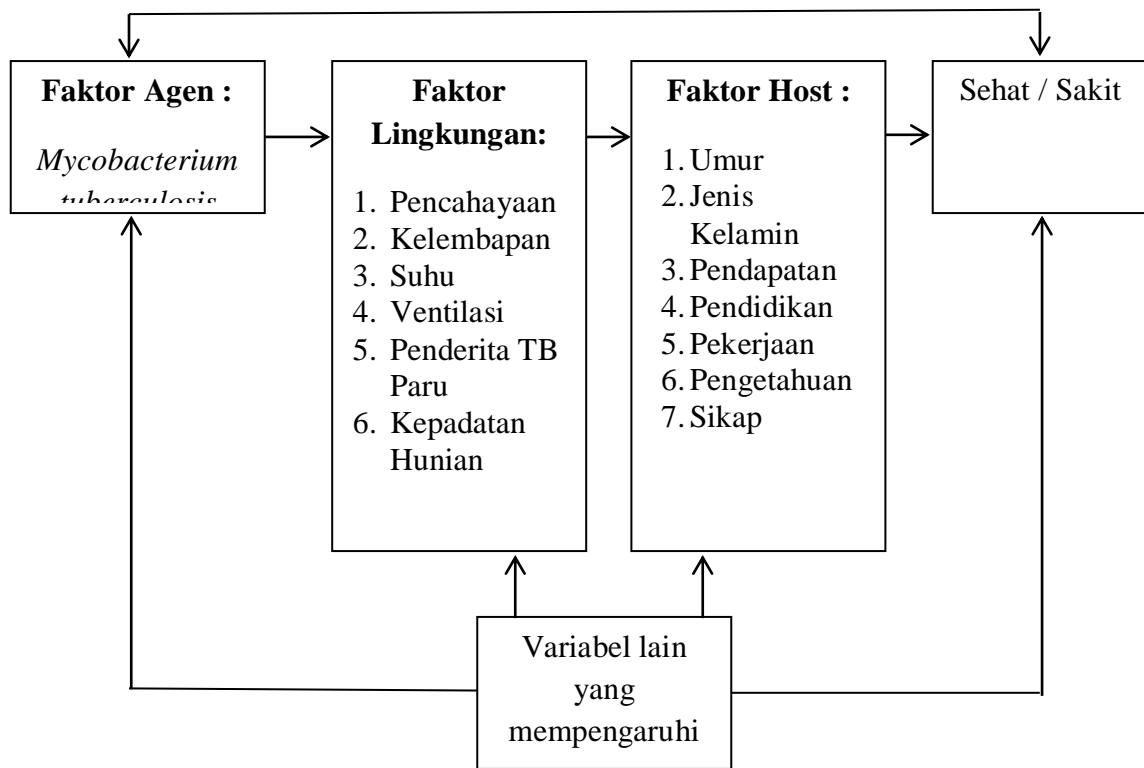 Faktor Agen :
Mycobacterium
tuberculosis
Faktor
Lingkungan:
1. Pencahayaan
2. Kelembapan
3. Suhu
4. Ventilasi
5. Penderita TB
Paru
6. Kepadatan
Hunian
Faktor Host :
1. Umur
2. Jenis
Kelamin
3. Pendapatan
4. Pendidikan
5. Pekerjaan
6. Pengetahuan
7. Sikap
Sehat / Sakit
Variabel lain
yang
mempengaruhi